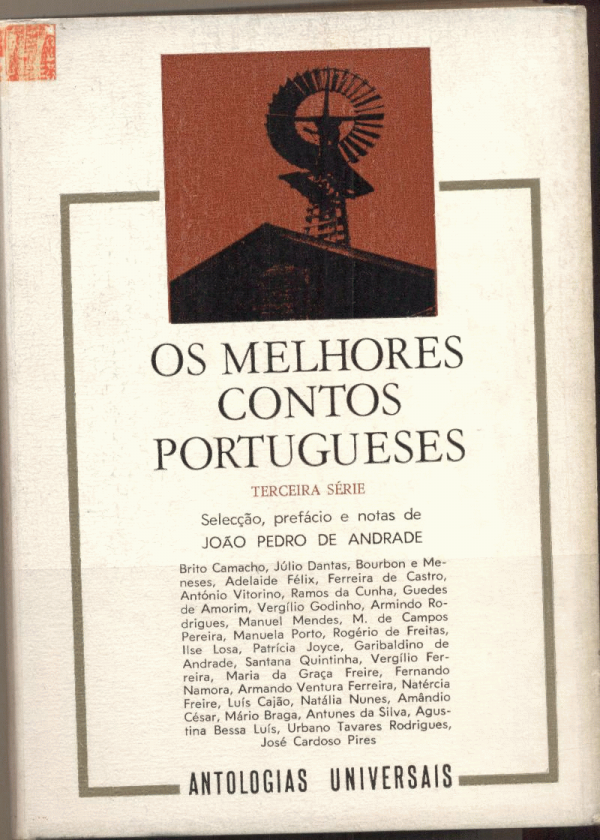 OS MELHORES
CONTOS
PORTUGUESES
TERCEIRA SÉRIE
Selecção, prefácio e notas de
JOÃO PEDRO DE ANDRADE
Brito Camacho, Júlio Dantas, Bourbon e Me-
neses, Adelaide Félix, Ferreira de Castro,
António Vitorino, Ramos da Cunha, Guedes
de Amorim, Vergílio Godinho, Armindo Ro-
drigues, Manuel Mendes, M. de Campos
Pereira, Manuela Porto, Rogério de Freitas,
Ilse Losa, Patrícia Joyce, Garibaldino de
Andrade, Santana Quintinha, Vergílio Fer-
reira, Maria da Graça Freire, Fernando
Namora, Armando Ventura Ferreira, Natércia
Freire, Luís Cajão, Natália Nunes, Amândio
César, Mário Braga, Antunes da Silva, Agus-
tina Bessa Luís, Urbano Tavares Rodrigues,
José Cardoso Pires
ANTOLOGIAS UNIVERSAIS